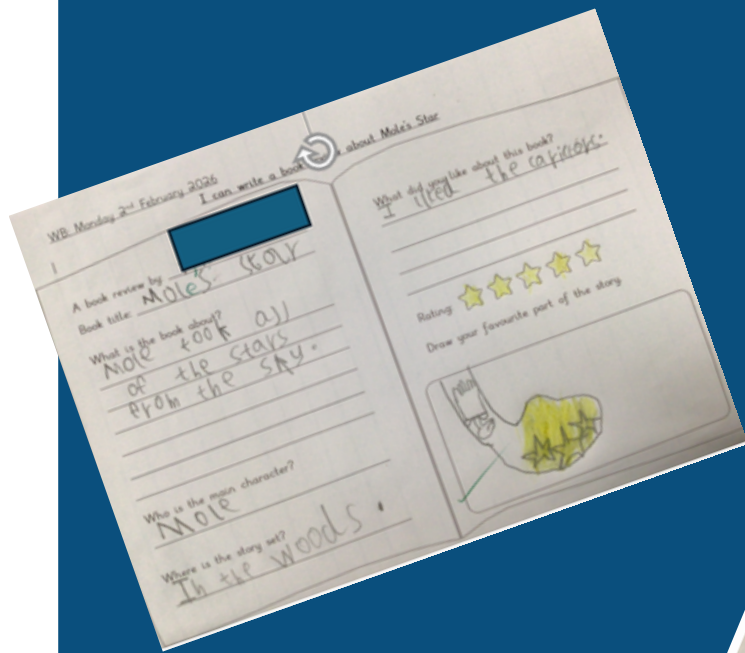 WB Monday 2nd February 2026
I can write a book about Mole's Star
A book review by
Book title: Moles star
What is the book about?
Mole took all
of the stars
from the sky.
Who is the main character?
Mole
Where is the story set?
In the woods.
What did you like about this book?
I liked the
Rating:
Draw your favourite part of the story.